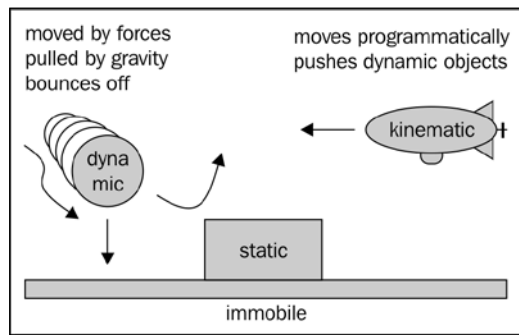 moved by forces
pulled by gravity
bounces off
moves programmatically
pushes dynamic objects
kinematic
dyna
mic
static
immobile